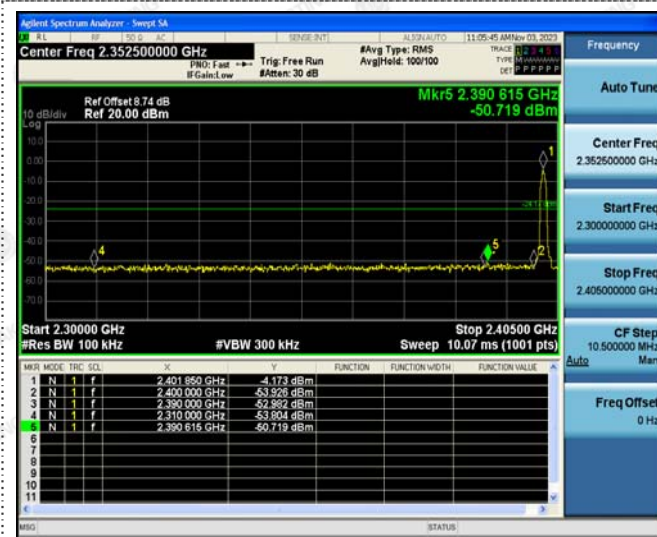 Agilent Spectrum Analyzer - Swept SA
RL RF 50 Ω AC SENSE:INT ALIGN AUTO 11:05:45 AM Nov 03, 2023
Center Freq 2.352500000 GHz
PNO: Fast Trig: Free Run
IFGain:Low #Atten: 30 dB
#Avg Type: RMS
Avg|Hold: 100/100
TRACE 1 2 3 4 5 6
TYPE M
DET P P P P P P
Ref Offset 8.74 dB
10 dB/div Ref 20.00 dBm
Log
Mkr5 2.390 615 GHz
-50.719 dBm
10.0
0.00
-10.0
-20.0
-30.0
-40.0
-50.0
-60.0
-70.0
1
4
5
2
Start 2.30000 GHz Stop 2.40500 GHz
#Res BW 100 kHz #VBW 300 kHz Sweep 10.07 ms (1001 pts)
MKR MODE TRC SCL X Y FUNCTION FUNCTION WIDTH FUNCTION VALUE
1 N 1 f 2.401 850 GHz -4.173 dBm
2 N 1 f 2.400 000 GHz -53.926 dBm
3 N 1 f 2.390 000 GHz -52.982 dBm
4 N 1 f 2.310 000 GHz -53.804 dBm
5 N 1 f 2.390 615 GHz -50.719 dBm
6
7
8
9
10
11
MSG STATUS
Frequency
Auto Tune
Center Freq
2.352500000 GHz
Start Freq
2.300000000 GHz
Stop Freq
2.405000000 GHz
CF Step
10.500000 MHz
Auto Man
Freq Offset
0 Hz